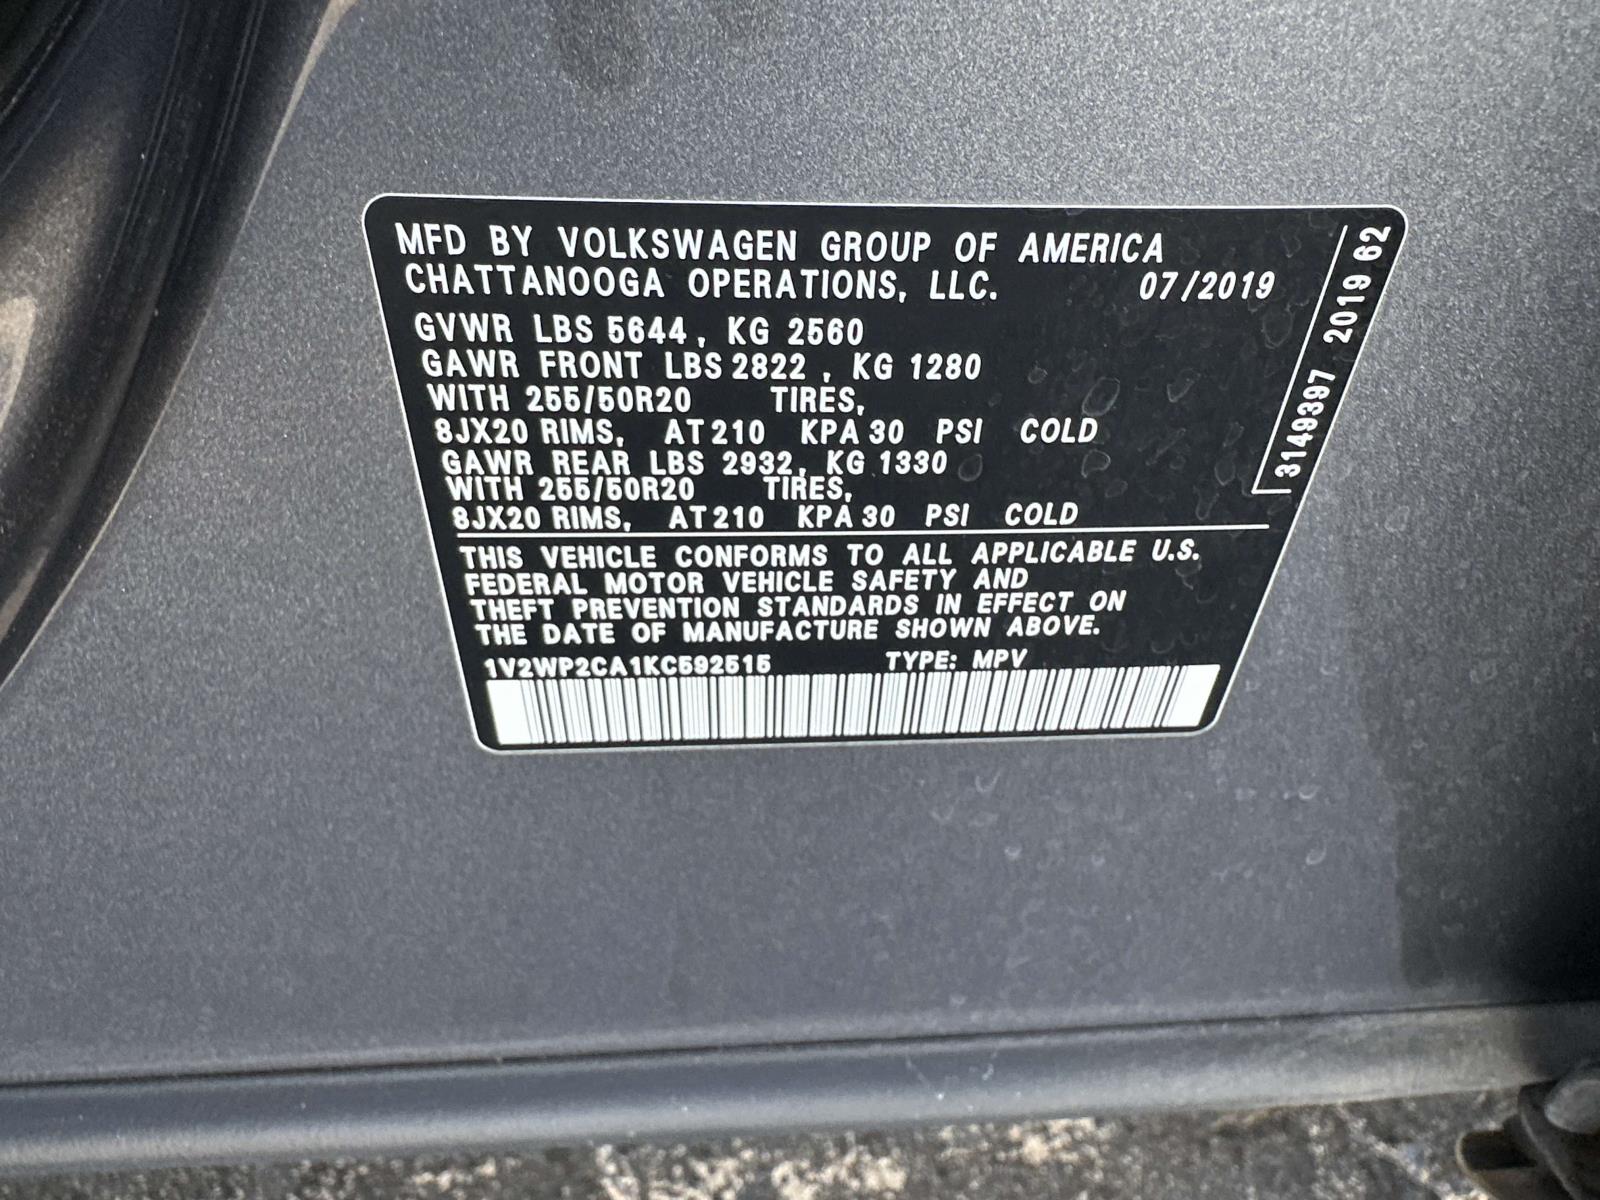 MFD BY VOLKSWAGEN GROUP OF AMERICA
CHATTANOOGA OPERATIONS, LLC. 07/2019
GVWR LBS 5644, KG 2560
GAWR FRONT LBS 2822, KG 1280
WITH 255/50R20 TIRES,
8JX20 RIMS, AT 210 KPA 30 PSI COLD
GAWR REAR LBS 2932, KG 1330
WITH 255/50R20 TIRES,
8JX20 RIMS, AT 210 KPA 30 PSI COLD
THIS VEHICLE CONFORMS TO ALL APPLICABLE U.S.
FEDERAL MOTOR VEHICLE SAFETY AND
THEFT PREVENTION STANDARDS IN EFFECT ON
THE DATE OF MANUFACTURE SHOWN ABOVE.
1V2WP2CA1KC592515 TYPE: MPV
3149397 2019 62